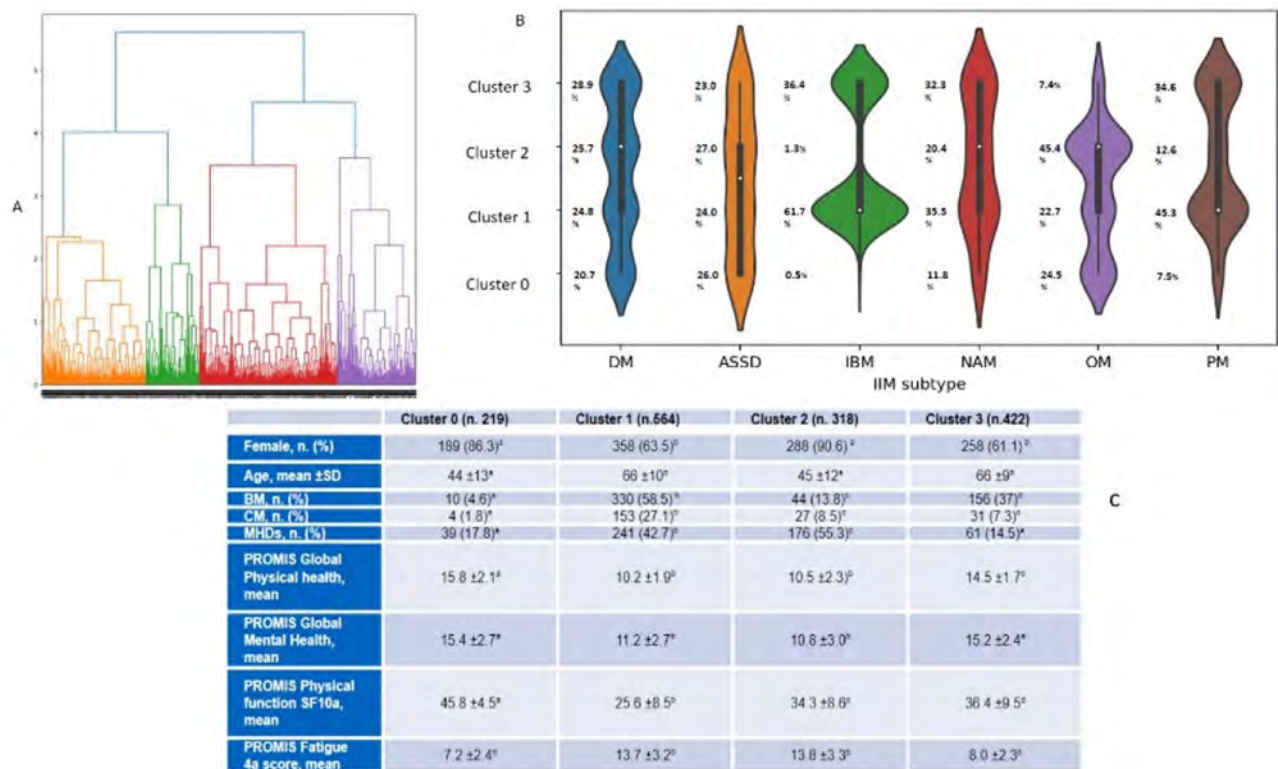 A
5
4
3
2
1
0
B
Cluster 3
Cluster 2
Cluster 1
Cluster 0
28.9 %
25.7 %
24.8 %
20.7 %
23.0 %
27.0 %
24.0 %
26.0 %
36.4 %
1.3%
61.7 %
0.5%
32.3 %
20.4 %
35.5 %
11.8 %
7.4%
45.4 %
22.7 %
24.5 %
34.6 %
12.6 %
45.3 %
7.5%
DM ASSD IBM NAM OM PM
IIM subtype
Cluster 0 (n. 219) Cluster 1 (n.564) Cluster 2 (n. 318) Cluster 3 (n.422)
Female, n. (%) 189 (86.3) 358 (63.5) 288 (90.6) 258 (61.1)
Age, mean ±SD 44 ±13 66 ±10 45 ±12 66 ±9
BM, n. (%) 10 (4.6) 330 (58.5) 44 (13.8) 156 (37)
CM, n. (%) 4 (1.8) 153 (27.1) 27 (8.5) 31 (7.3)
MHDs, n. (%) 39 (17.8) 241 (42.7) 176 (55.3) 61 (14.5)
PROMIS Global
Physical health,
mean
15.8 ±2.1 10.2 ±1.9 10.5 ±2.3) 14.5 ±1.7
PROMIS Global
Mental Health,
mean
15.4 ±2.7 11.2 ±2.7 10.8 ±3.0 15.2 ±2.4
PROMIS Physical
function SF10a,
mean
45.8 ±4.5 25.6 ±8.5 34.3 ±8.6 36.4 ±9.5
PROMIS Fatigue
4a score, mean
7.2 ±2.4 13.7 ±3.2 13.8 ±3.3 8.0 ±2.3
C